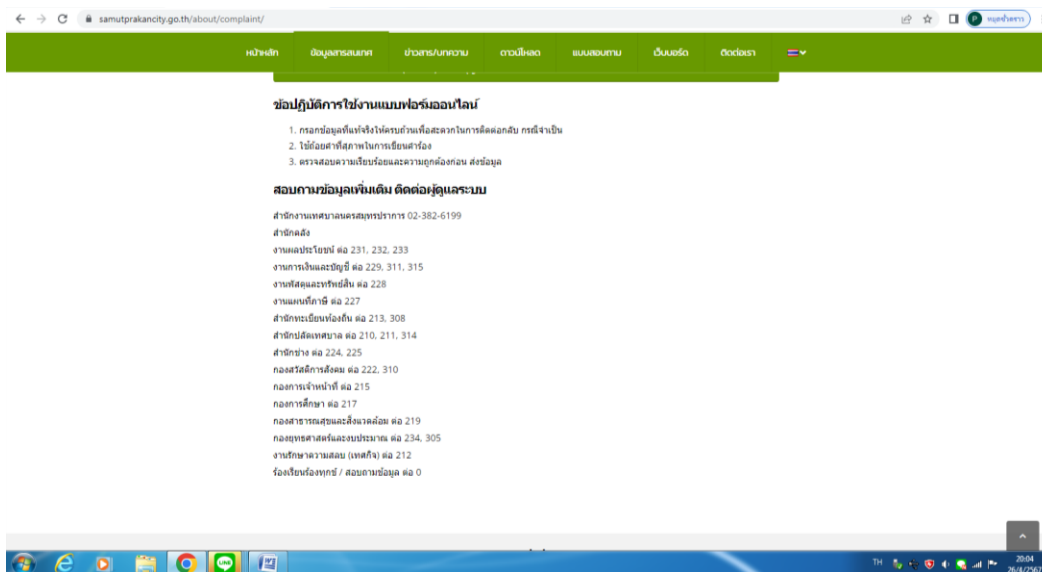 samutprakancity.go.th/about/complaint/
หน้าหลัก ข้อมูลสารสนเทศ ข่าวสาร/บทความ ดาวน์โหลด แบบสอบถาม เว็บบอร์ด ติดต่อเรา
ข้อปฏิบัติการใช้งานแบบฟอร์มออนไลน์
1. กรอกข้อมูลที่แท้จริงให้ครบถ้วนเพื่อสะดวกในการติดต่อกลับ กรณีจำเป็น
2. ใช้ถ้อยคำที่สุภาพในการเขียนคำร้อง
3. ตรวจสอบความเรียบร้อยและความถูกต้องก่อน ส่งข้อมูล
สอบถามข้อมูลเพิ่มเติม ติดต่อผู้ดูแลระบบ
สำนักงานเทศบาลนครสมุทรปราการ 02-382-6199
สำนักคลัง
งานผลประโยชน์ ต่อ 231, 232, 233
งานการเงินและบัญชี ต่อ 229, 311, 315
งานพัสดุและทรัพย์สิน ต่อ 228
งานแผนที่ภาษี ต่อ 227
สำนักทะเบียนท้องถิ่น ต่อ 213, 308
สำนักปลัดเทศบาล ต่อ 210, 211, 314
สำนักช่าง ต่อ 224, 225
กองสวัสดิการสังคม ต่อ 222, 310
กองการเจ้าหน้าที่ ต่อ 215
กองการศึกษา ต่อ 217
กองสาธารณสุขและสิ่งแวดล้อม ต่อ 219
กองยุทธศาสตร์และงบประมาณ ต่อ 234, 305
งานรักษาความสงบ (เทศกิจ) ต่อ 212
ร้องเรียนร้องทุกข์ / สอบถามข้อมูล ต่อ 0
TH
20:04
26/4/2567